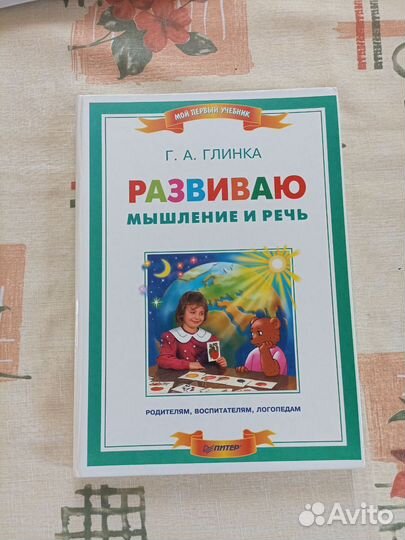 МОЙ ПЕРВЫЙ УЧЕБНИК
Г. А. ГЛИНКА
РАЗВИВАЮ
МЫШЛЕНИЕ И РЕЧЬ
РОДИТЕЛЯМ, ВОСПИТАТЕЛЯМ, ЛОГОПЕДАМ
ПИТЕР
Avito